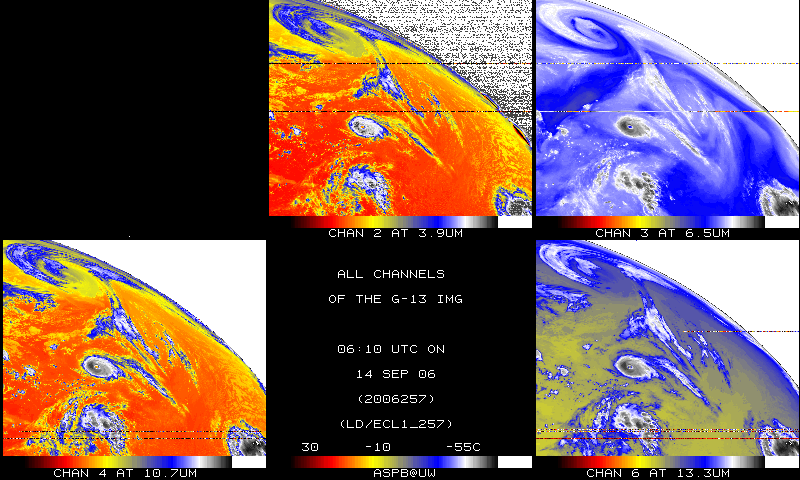 CHAN 2 AT 3.9UM
CHAN 3 AT 6.5UM
ALL CHANNELS
OF THE G-13 IMG
06:10 UTC ON
14 SEP 06
(2006257)
(LD/ECL1_257)
30 -10 -55C
CHAN 4 AT 10.7UM
ASPB@UW
CHAN 6 AT 13.3UM